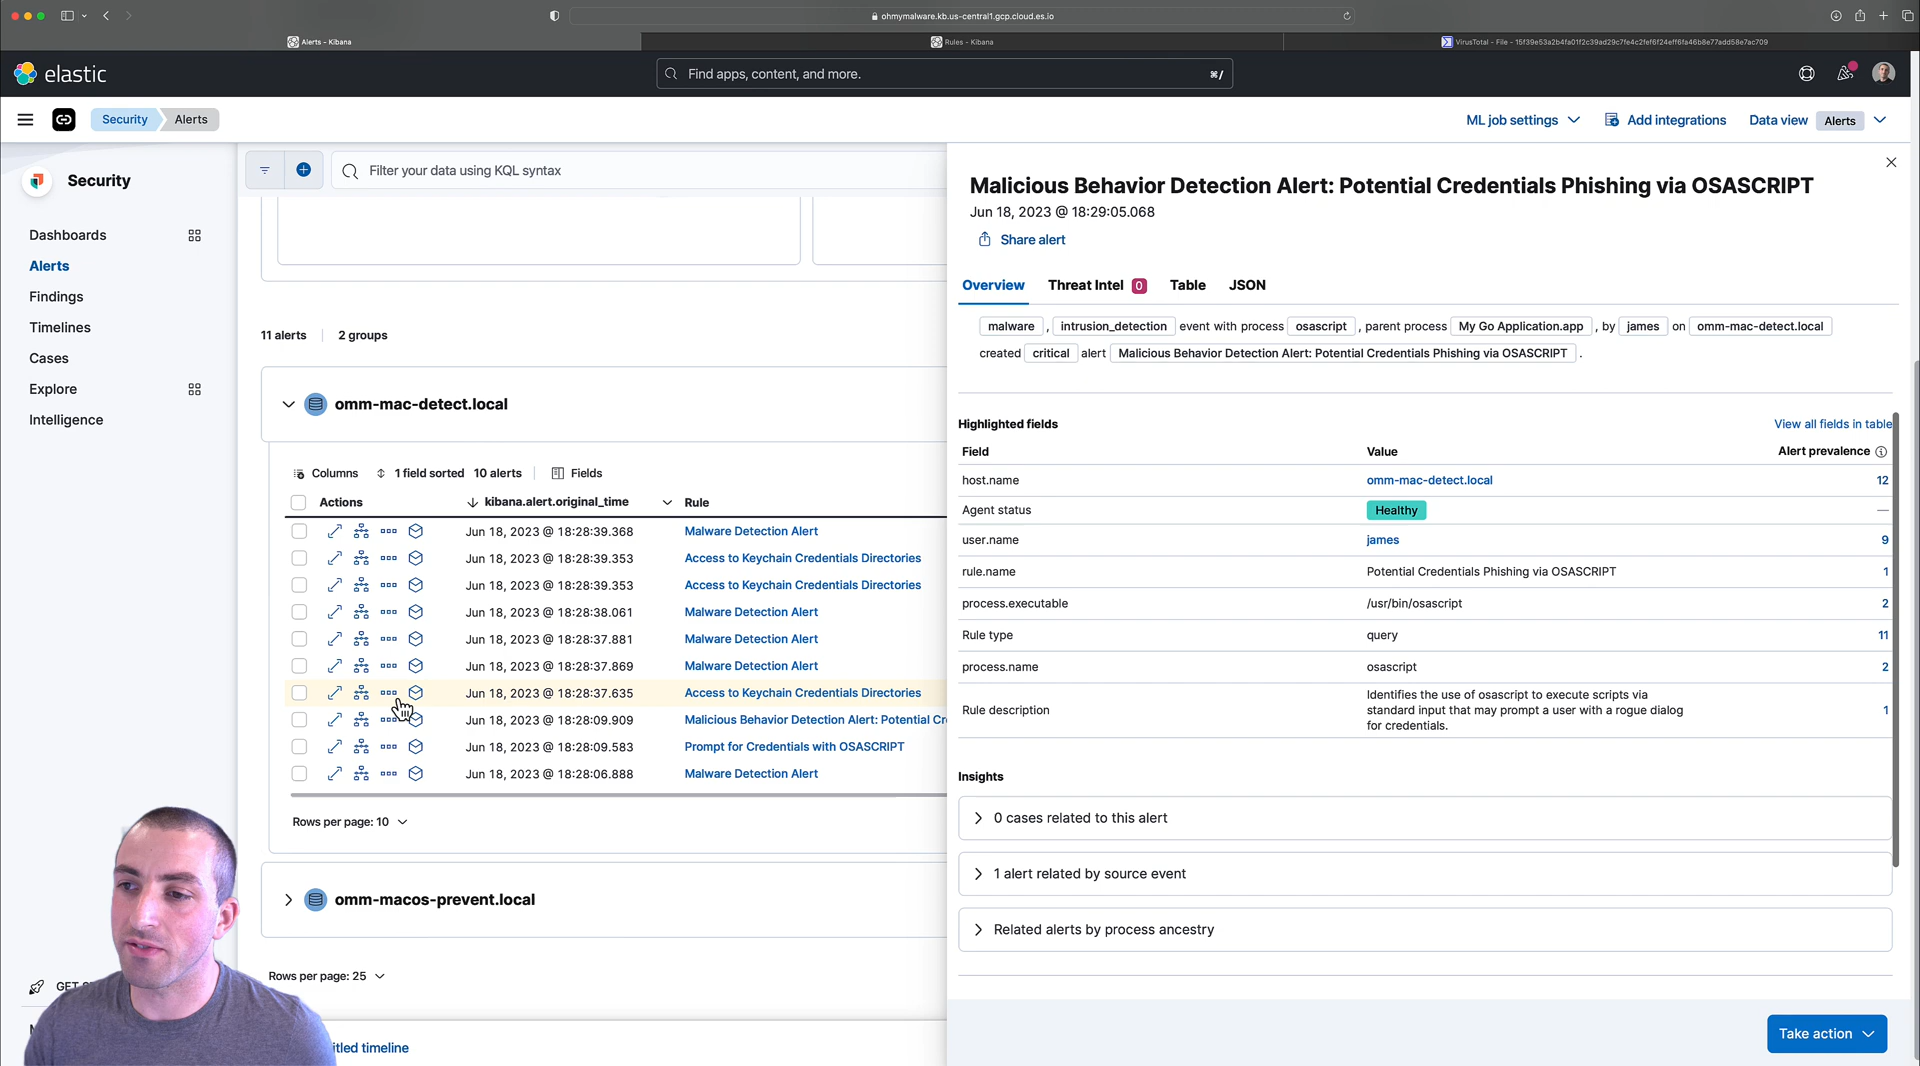 ohmymalware.kb.us-central1.gcp.cloud.es.io
Alerts - Kibana
Rules - Kibana
VirusTotal - File - 15f39e53a2b4fa01f2c39ad29c7fe4c2fef6f24eff6fa46b8e77add58e7ac709
elastic
Find apps, content, and more.
⌘/
Security
Alerts
ML job settings
Add integrations
Data view
Alerts
Security
Dashboards
Alerts
Findings
Timelines
Cases
Explore
Intelligence
Filter your data using KQL syntax
11 alerts
2 groups
omm-mac-detect.local
Columns
1 field sorted
10 alerts
Fields
Actions kibana.alert.original_time Rule
Jun 18, 2023 @ 18:28:39.368 Malware Detection Alert
Jun 18, 2023 @ 18:28:39.353 Access to Keychain Credentials Directories
Jun 18, 2023 @ 18:28:39.353 Access to Keychain Credentials Directories
Jun 18, 2023 @ 18:28:38.061 Malware Detection Alert
Jun 18, 2023 @ 18:28:37.881 Malware Detection Alert
Jun 18, 2023 @ 18:28:37.869 Malware Detection Alert
Jun 18, 2023 @ 18:28:37.635 Access to Keychain Credentials Directories
Jun 18, 2023 @ 18:28:09.909 Malicious Behavior Detection Alert: Potential Cr
Jun 18, 2023 @ 18:28:09.583 Prompt for Credentials with OSASCRIPT
Jun 18, 2023 @ 18:28:06.888 Malware Detection Alert
Rows per page: 10
omm-macos-prevent.local
Rows per page: 25
GET
itled timeline
Malicious Behavior Detection Alert: Potential Credentials Phishing via OSASCRIPT
Jun 18, 2023 @ 18:29:05.068
Share alert
Overview
Threat Intel 0
Table
JSON
malware , intrusion_detection event with process osascript , parent process My Go Application.app , by james on omm-mac-detect.local
created critical alert Malicious Behavior Detection Alert: Potential Credentials Phishing via OSASCRIPT .
Highlighted fields
View all fields in table
Field Value Alert prevalence
host.name omm-mac-detect.local 12
Agent status Healthy —
user.name james 9
rule.name Potential Credentials Phishing via OSASCRIPT 1
process.executable /usr/bin/osascript 2
Rule type query 11
process.name osascript 2
Rule description Identifies the use of osascript to execute scripts via
standard input that may prompt a user with a rogue dialog 1
for credentials.
Insights
0 cases related to this alert
1 alert related by source event
Related alerts by process ancestry
Take action